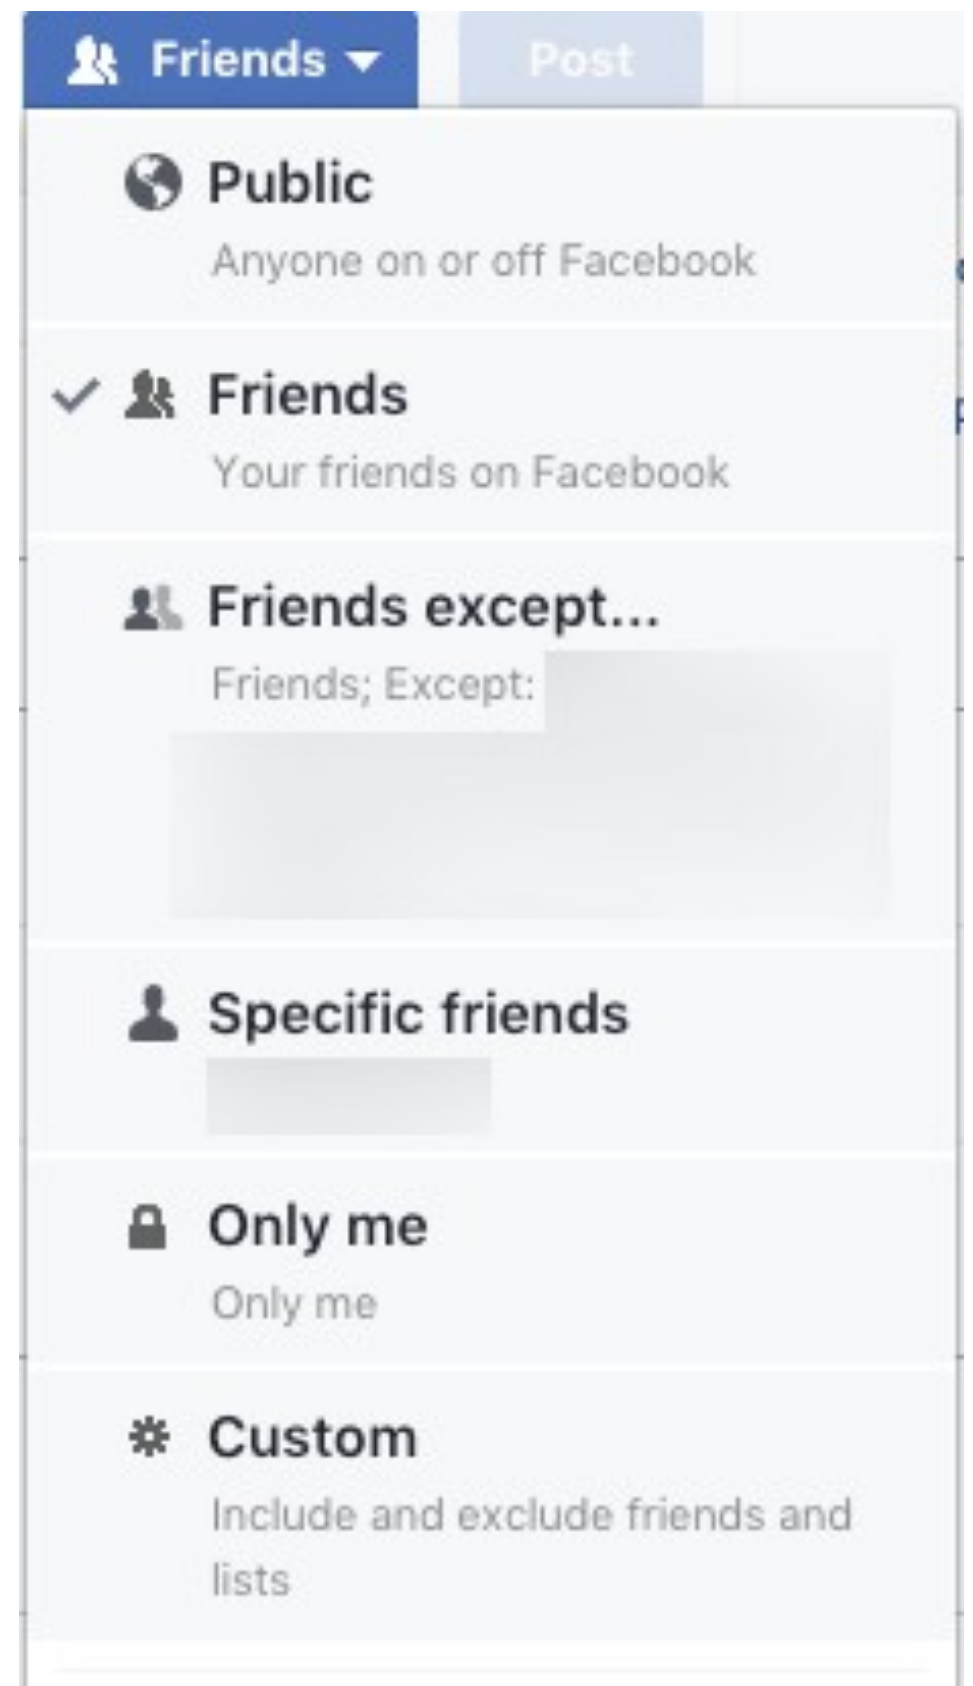 Friends
Post
Public
Anyone on or off Facebook
Friends
Your friends on Facebook
Friends except...
Friends; Except:
Specific friends
Only me
Only me
Custom
Include and exclude friends and
lists